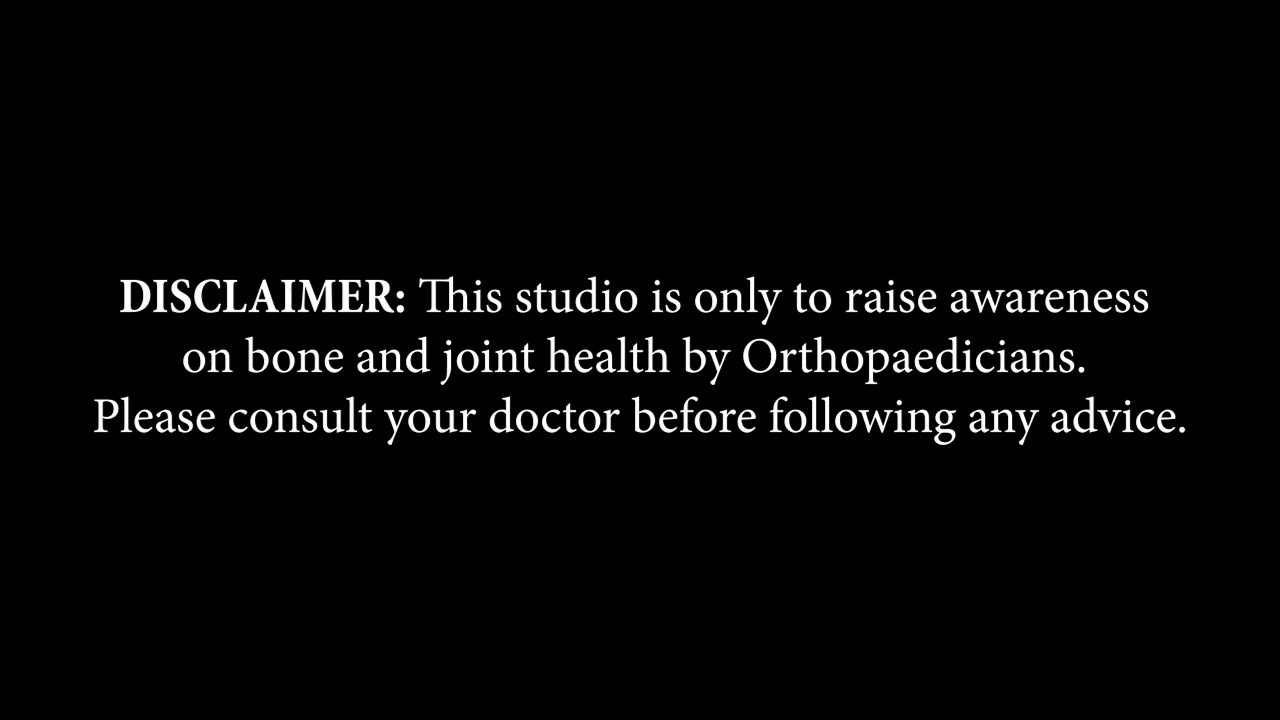 DISCLAIMER: This studio is only to raise awareness
on bone and joint health by Orthopaedicians.
Please consult your doctor before following any advice.